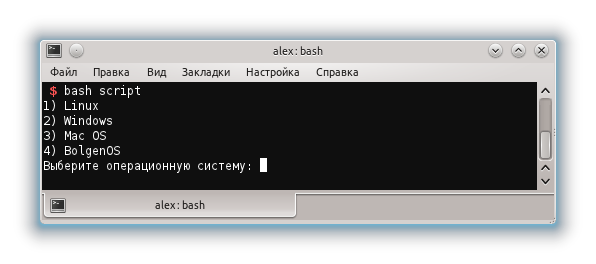 alex: bash
Файл Правка Вид Закладки Настройка Справка
$ bash script
1) Linux
2) Windows
3) Mac OS
4) BolgenOS
Выберите операционную систему:
alex: bash